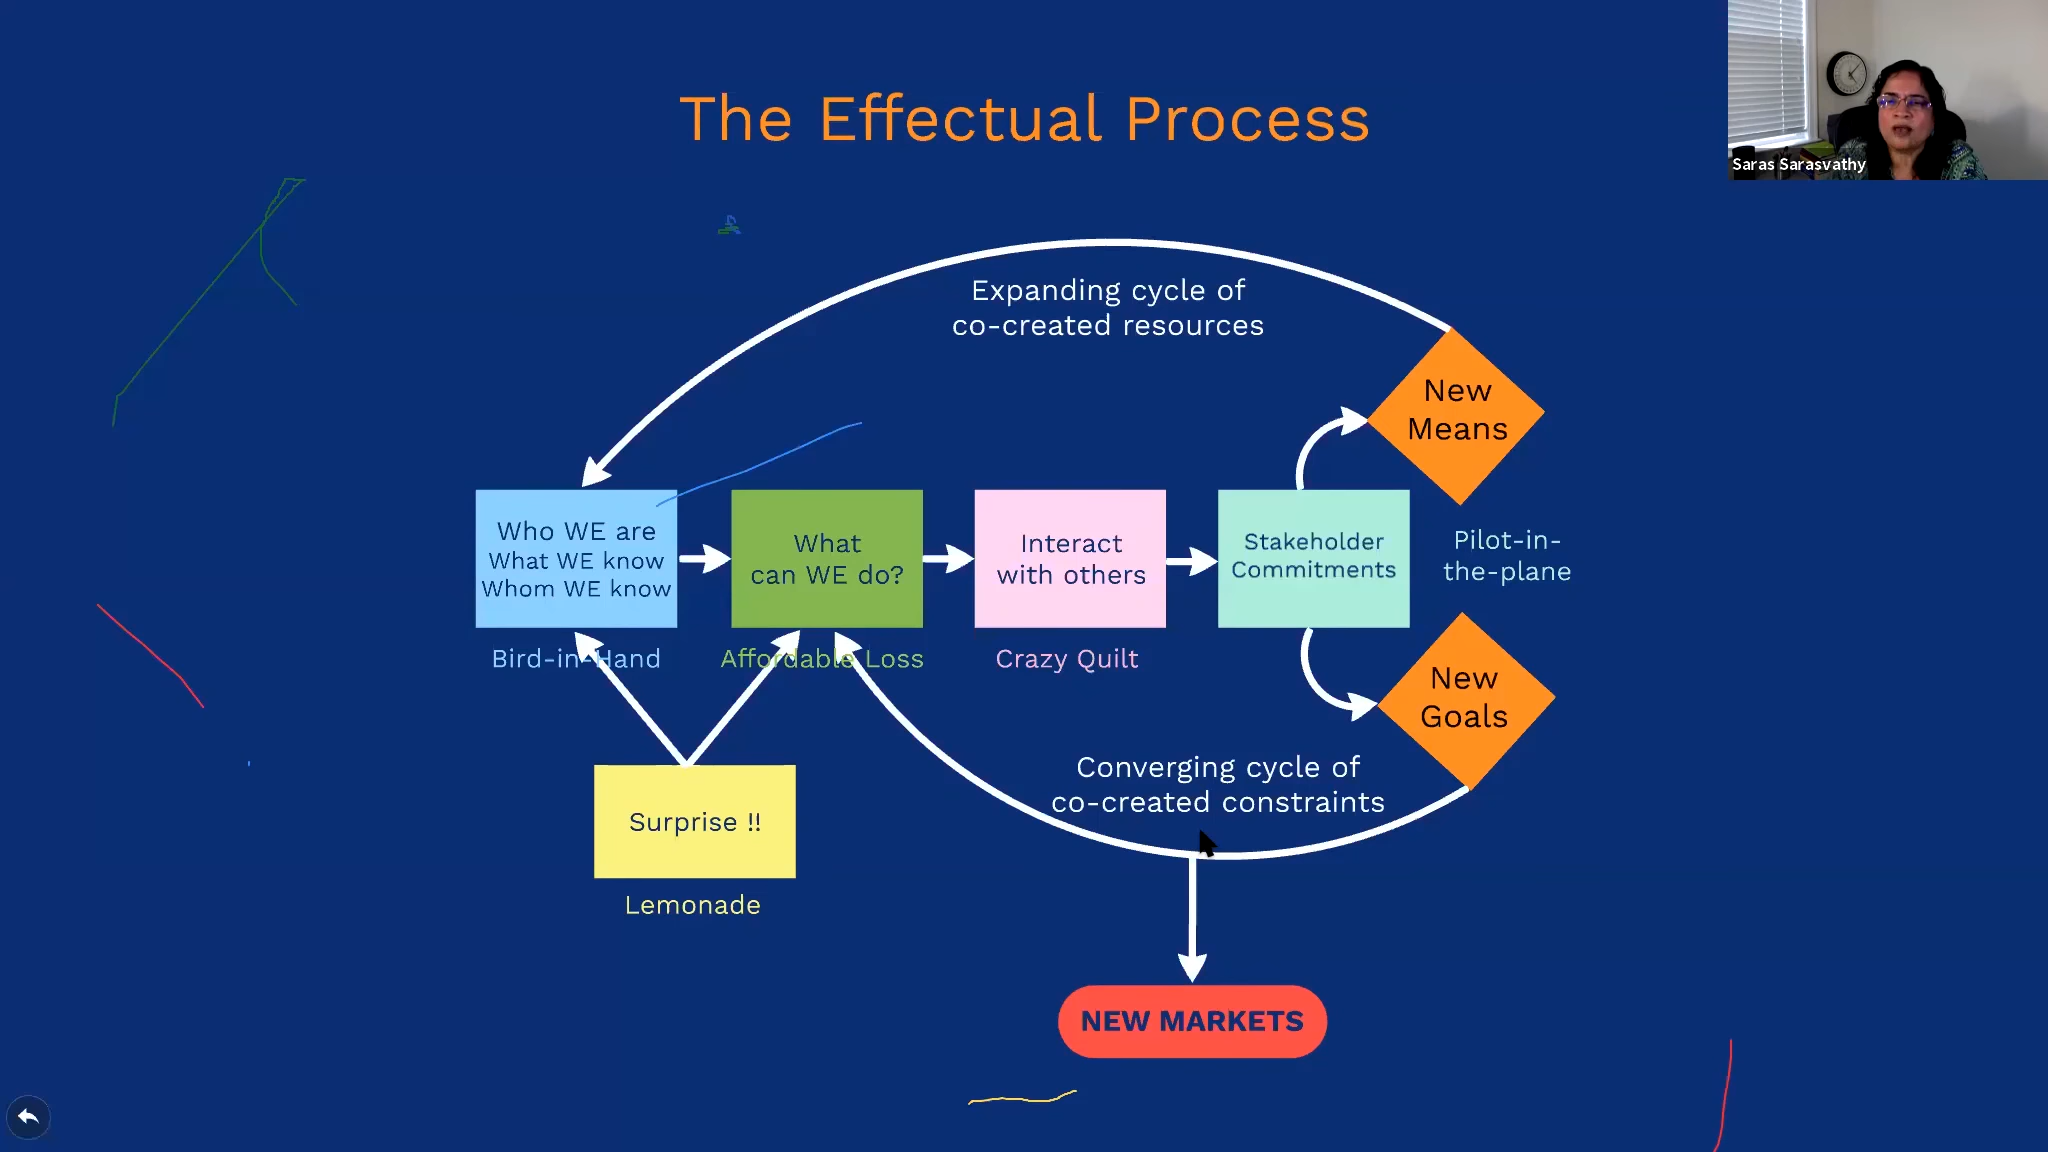 The Effectual Process
Saras Sarasvathy
Expanding cycle of
co-created resources
New
Means
Who WE are
What WE know
Whom WE know
What
can WE do?
Interact
with others
Stakeholder
Commitments
Pilot-in-
the-plane
Bird-in-Hand
Affordable Loss
Crazy Quilt
New
Goals
Converging cycle of
co-created constraints
Surprise !!
Lemonade
NEW MARKETS